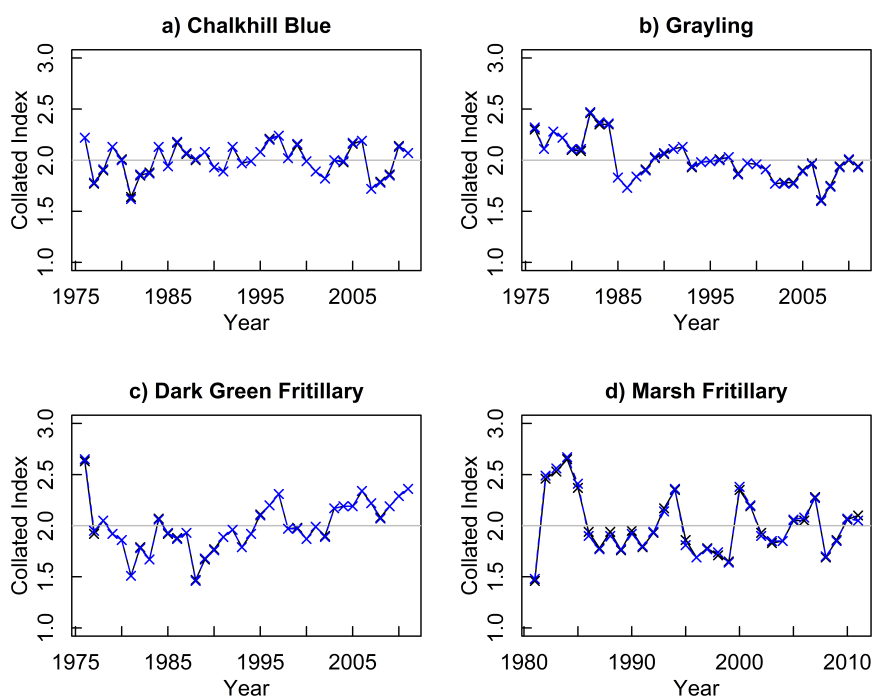 a) Chalkhill Blue
Collated Index
3.0
2.5
2.0
1.5
1.0
1975 1985 1995 2005
Year
b) Grayling
Collated Index
3.0
2.5
2.0
1.5
1.0
1975 1985 1995 2005
Year
c) Dark Green Fritillary
Collated Index
3.0
2.5
2.0
1.5
1.0
1975 1985 1995 2005
Year
d) Marsh Fritillary
Collated Index
3.0
2.5
2.0
1.5
1.0
1980 1990 2000 2010
Year